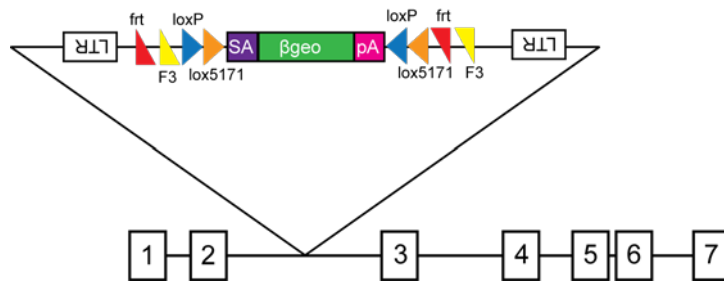 loxP
frt
loxP
frt
LTR
SA
βgeo
pA
LTR
F3
lox5171
lox5171
F3
1
2
3
4
5
6
7